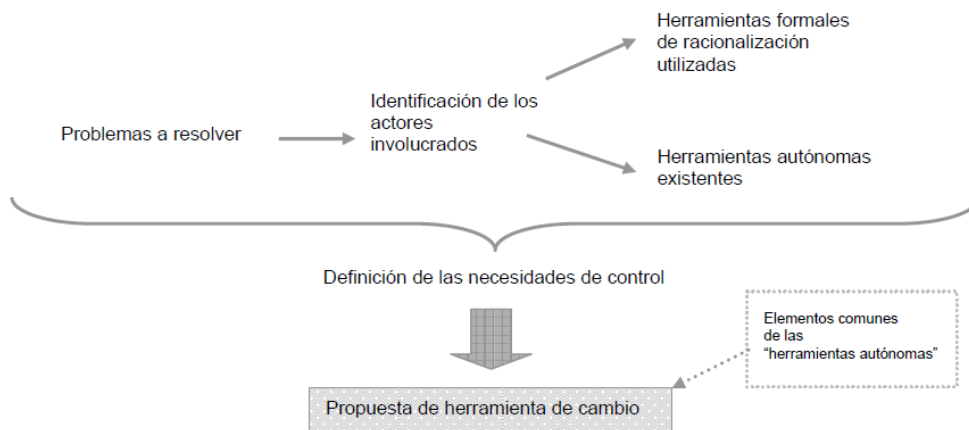 Herramientas formales
de racionalización
utilizadas
Identificación de los
actores
involucrados
Problemas a resolver
Herramientas autónomas
existentes
Definición de las necesidades de control
Elementos comunes
de las
“herramientas autónomas”
Propuesta de herramienta de cambio